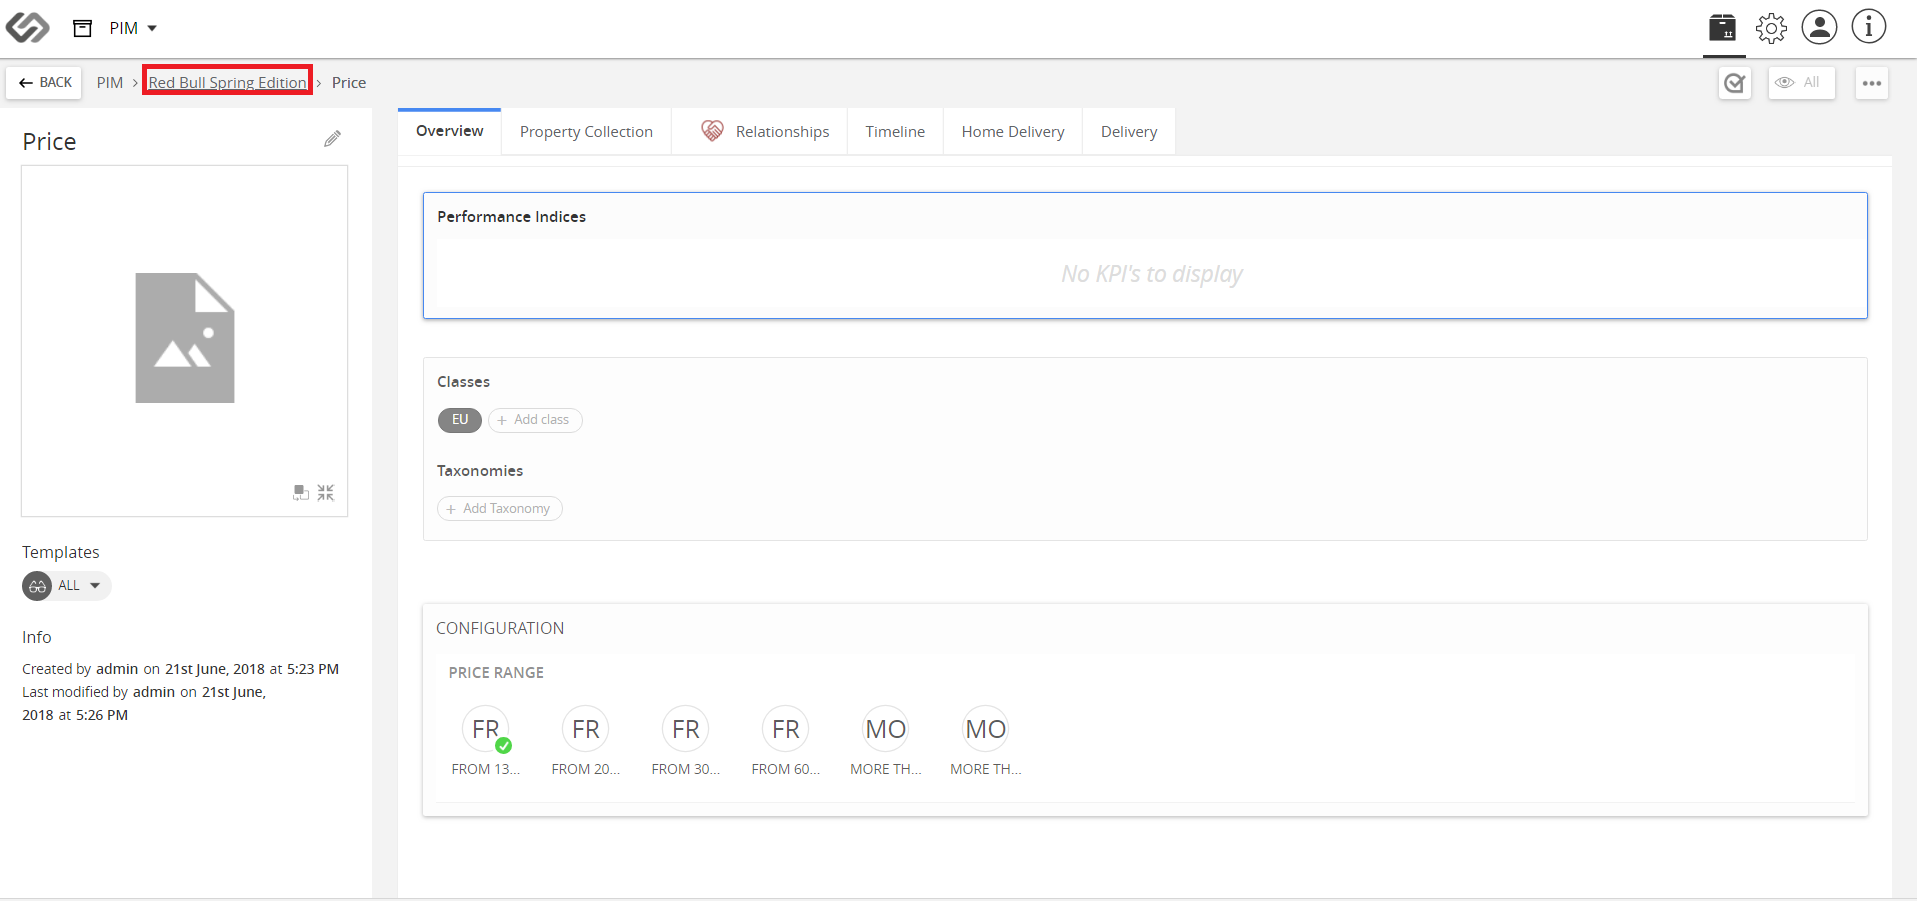 PIM
BACK
PIM > Red Bull Spring Edition > Price
All
Price
Overview
Property Collection
Relationships
Timeline
Home Delivery
Delivery
Performance Indices
No KPI's to display
Classes
EU
+ Add class
Taxonomies
+ Add Taxonomy
Templates
ALL
Info
Created by admin on 21st June, 2018 at 5:23 PM
Last modified by admin on 21st June,
2018 at 5:26 PM
CONFIGURATION
PRICE RANGE
FR FR FR FR MO MO
FROM 13... FROM 20... FROM 30... FROM 60... MORE TH... MORE TH...